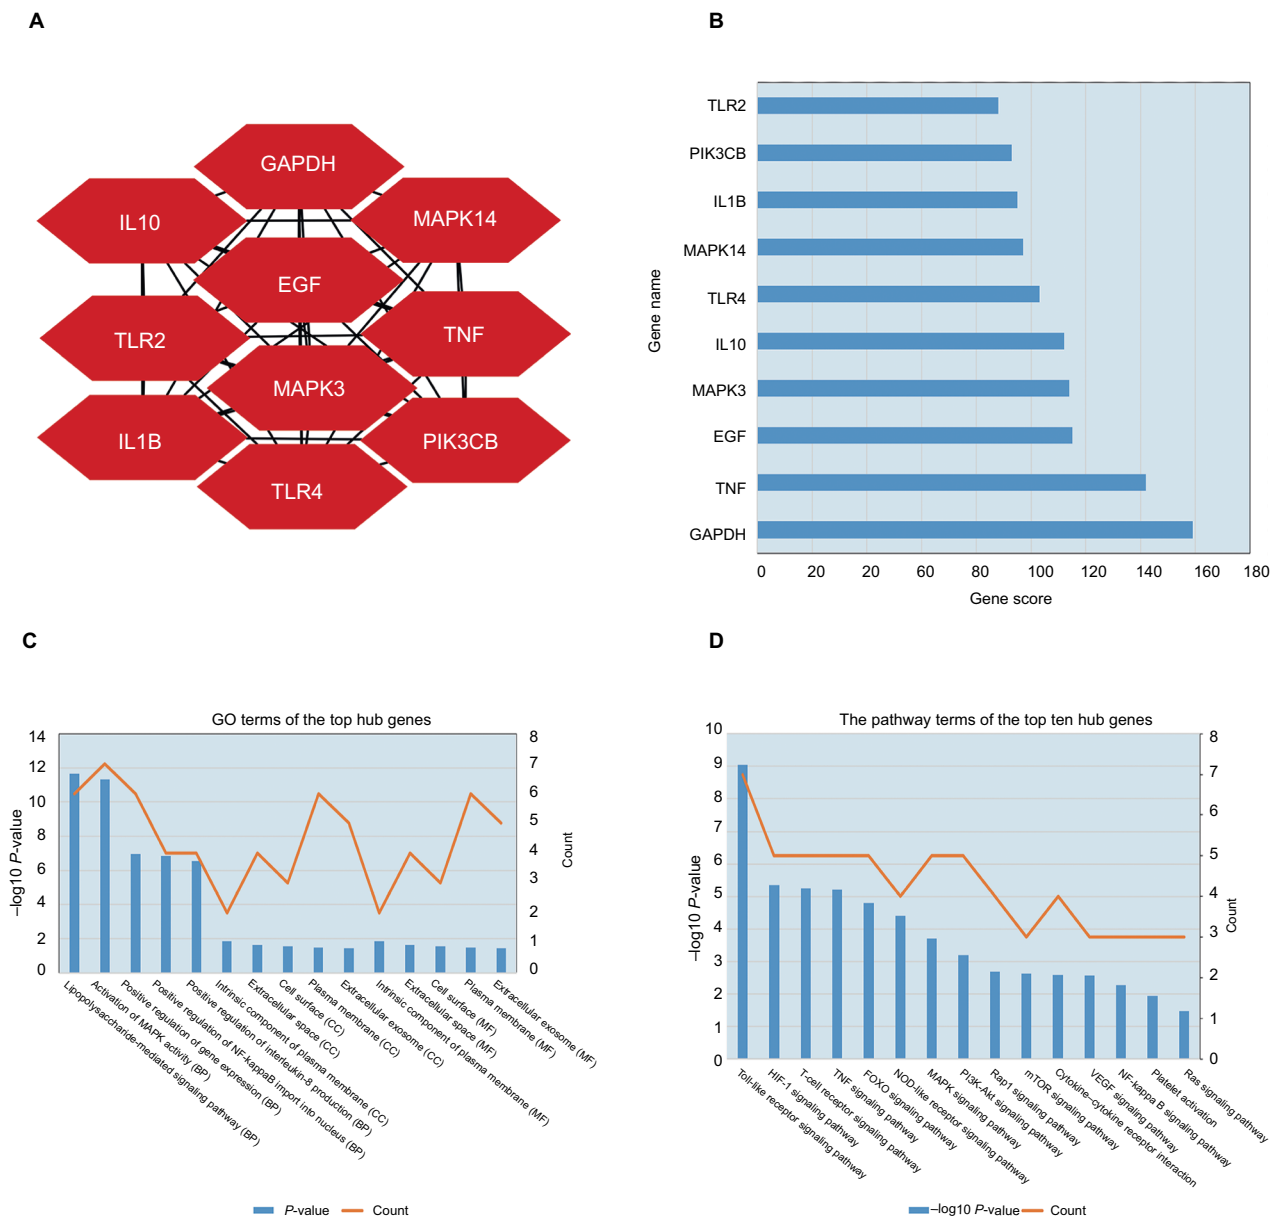 A
GAPDH
IL10
MAPK14
EGF
TLR2
TNF
MAPK3
IL1B
PIK3CB
TLR4
B
Gene name
TLR2
PIK3CB
IL1B
MAPK14
TLR4
IL10
MAPK3
EGF
TNF
GAPDH
0 20 20 60 80 100 120 140 160 180
Gene score
C
GO terms of the top hub genes
–log10 P-value
14
12
10
8
6
4
2
0
8
7
6
5
4
3
2
1
0
Count
Lipopolysaccharide-mediated signaling pathway (BP)
Activation of MAPK activity (BP)
Positive regulation of gene expression (BP)
Positive regulation of NF-kappaB import into nucleus (BP)
Positive regulation of interleukin-8 production (BP)
Intrinsic component of plasma membrane (CC)
Extracellular space (CC)
Cell surface (CC)
Plasma membrane (CC)
Extracellular exosome (CC)
Intrinsic component of plasma membrane (MF)
Extracellular space (MF)
Cell surface (MF)
Plasma membrane (MF)
Extracellular exosome (MF)
P-value Count
D
The pathway terms of the top ten hub genes
–log10 P-value
10
9
8
7
6
5
4
3
2
1
0
8
7
6
5
4
3
2
1
0
Count
Toll-like receptor signaling pathway
HIF-1 signaling pathway
T-cell receptor signaling pathway
TNF signaling pathway
FOXO signaling pathway
NOD-like receptor signaling pathway
MAPK signaling pathway
PI3K-Akt signaling pathway
Rap1 signaling pathway
mTOR signaling pathway
Cytokine–cytokine receptor interaction
VEGF signaling pathway
NF-kappa B signaling pathway
Platelet activation
Ras signaling pathway
–log10 P-value Count